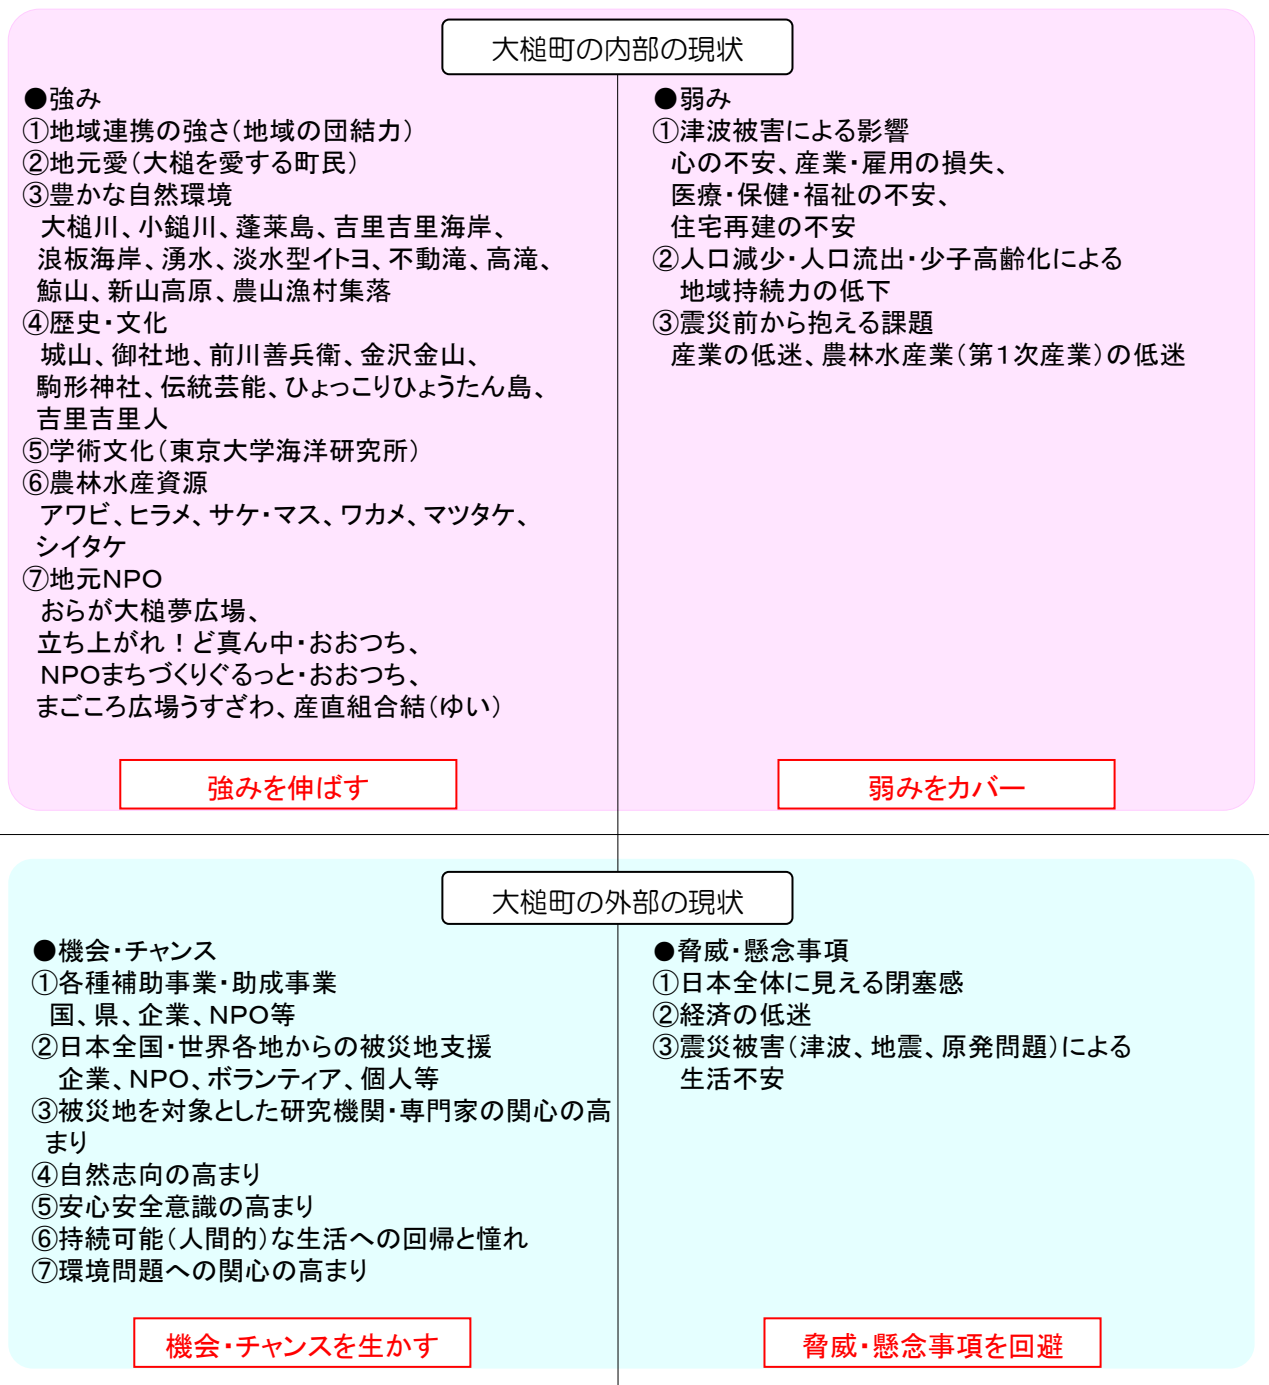 大槌町の内部の現状
●強み
①地域連携の強さ(地域の団結力)
②地元愛(大槌を愛する町民)
③豊かな自然環境
大槌川、小鎚川、蓬莱島、吉里吉里海岸、
浪板海岸、湧水、淡水型イトヨ、不動滝、高滝、
鯨山、新山高原、農山漁村集落
④歴史・文化
城山、御社地、前川善兵衛、金沢金山、
駒形神社、伝統芸能、ひょっこりひょうたん島、
吉里吉里人
⑤学術文化(東京大学海洋研究所)
⑥農林水産資源
アワビ、ヒラメ、サケ・マス、ワカメ、マツタケ、
シイタケ
⑦地元NPO
おらが大槌夢広場、
立ち上がれ！ど真ん中・おおつち、
NPOまちづくりぐるっと・おおつち、
まごころ広場うすざわ、産直組合結(ゆい)
強みを伸ばす
●弱み
①津波被害による影響
心の不安、産業・雇用の損失、
医療・保健・福祉の不安、
住宅再建の不安
②人口減少・人口流出・少子高齢化による
地域持続力の低下
③震災前から抱える課題
産業の低迷、農林水産業(第1次産業)の低迷
弱みをカバー
大槌町の外部の現状
●機会・チャンス
①各種補助事業・助成事業
国、県、企業、NPO等
②日本全国・世界各地からの被災地支援
企業、NPO、ボランティア、個人等
③被災地を対象とした研究機関・専門家の関心の高
まり
④自然志向の高まり
⑤安心安全意識の高まり
⑥持続可能(人間的)な生活への回帰と憧れ
⑦環境問題への関心の高まり
機会・チャンスを生かす
●脅威・懸念事項
①日本全体に見える閉塞感
②経済の低迷
③震災被害(津波、地震、原発問題)による
生活不安
脅威・懸念事項を回避